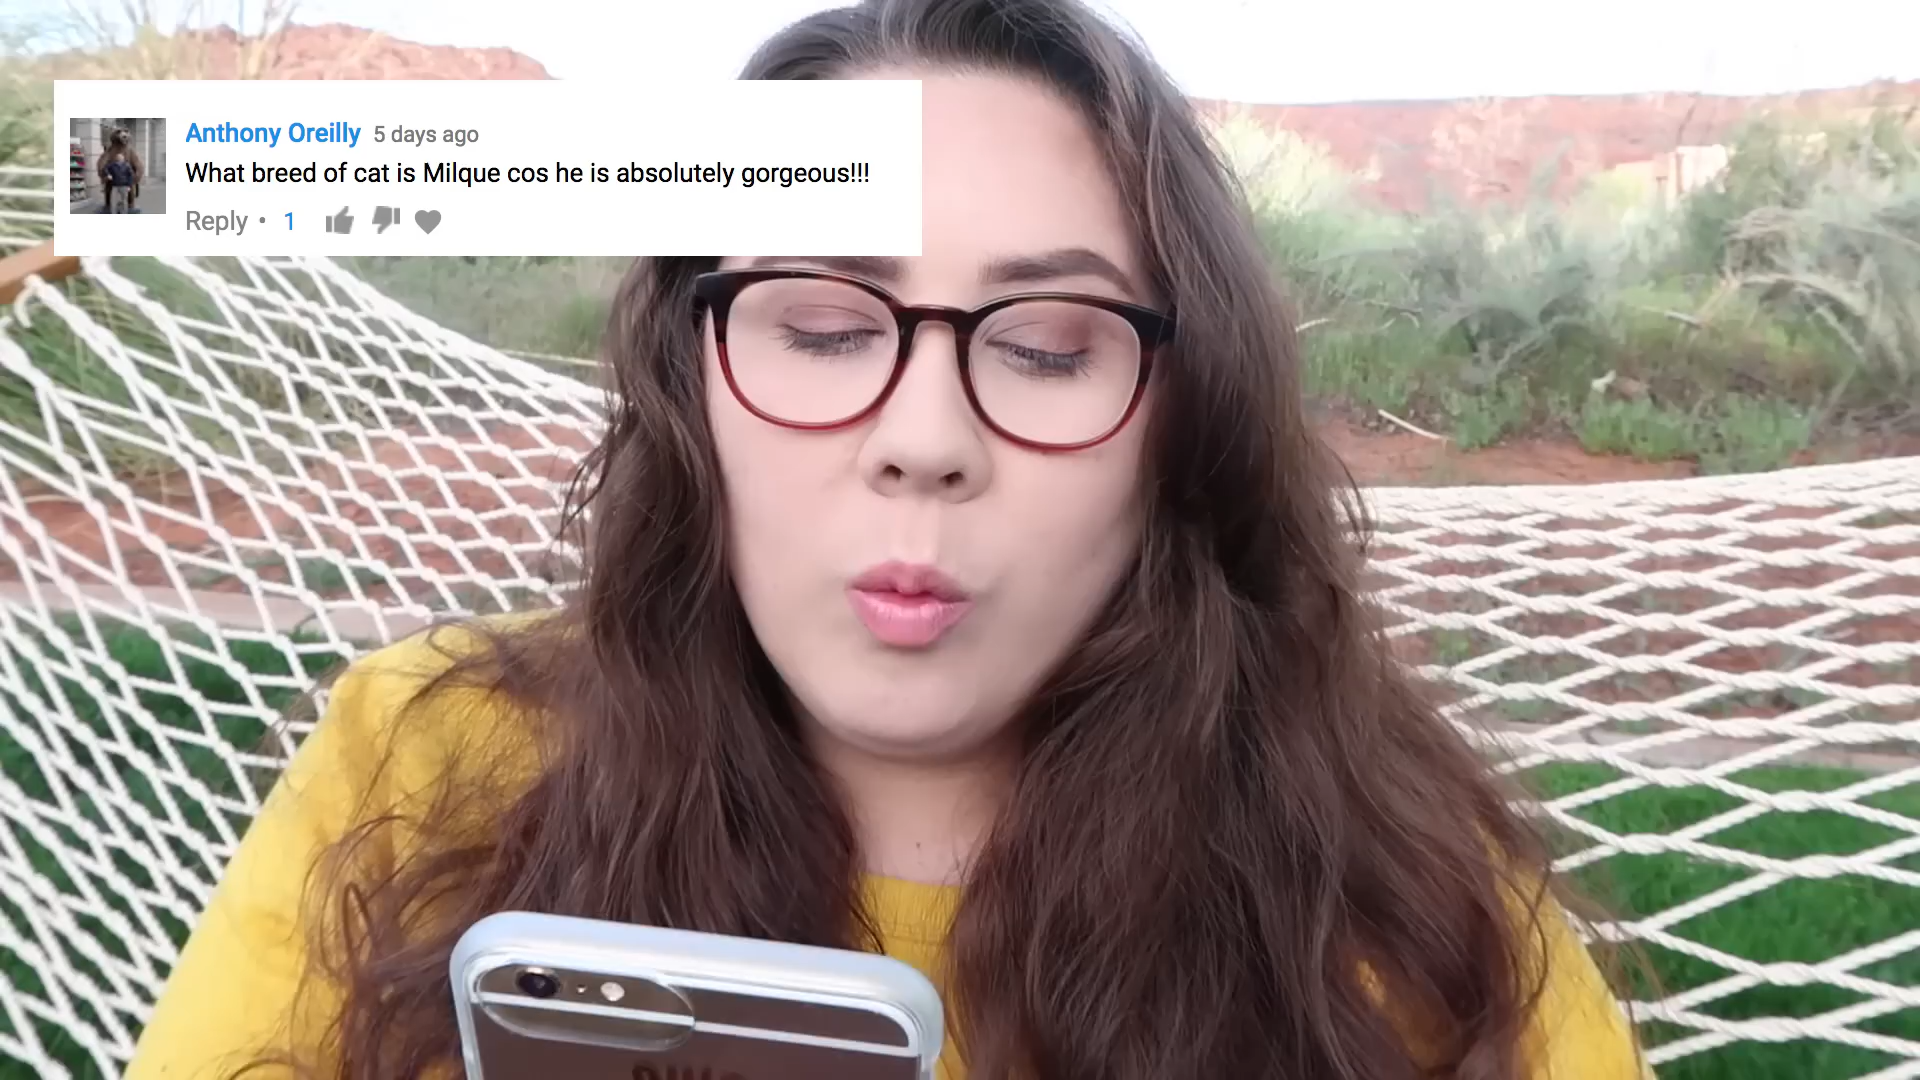 Anthony Oreilly 5 days ago
What breed of cat is Milque cos he is absolutely gorgeous!!!
Reply • 1